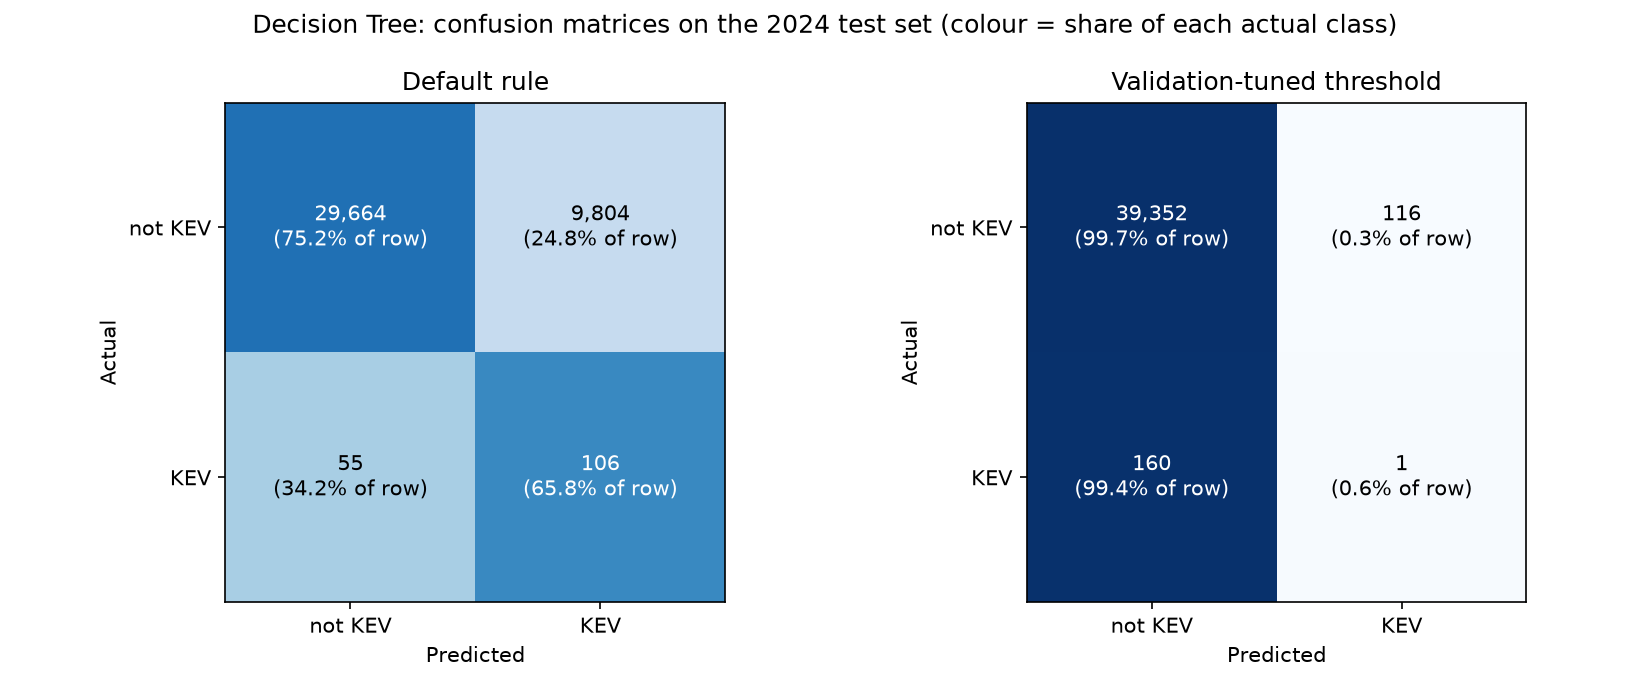 Decision Tree: confusion matrices on the 2024 test set (colour = share of each actual class)
Default rule
not KEV
KEV
Actual
29,664
(75.2% of row)
9,804
(24.8% of row)
55
(34.2% of row)
106
(65.8% of row)
not KEV
KEV
Predicted
Validation-tuned threshold
not KEV
KEV
Actual
39,352
(99.7% of row)
116
(0.3% of row)
160
(99.4% of row)
1
(0.6% of row)
not KEV
KEV
Predicted